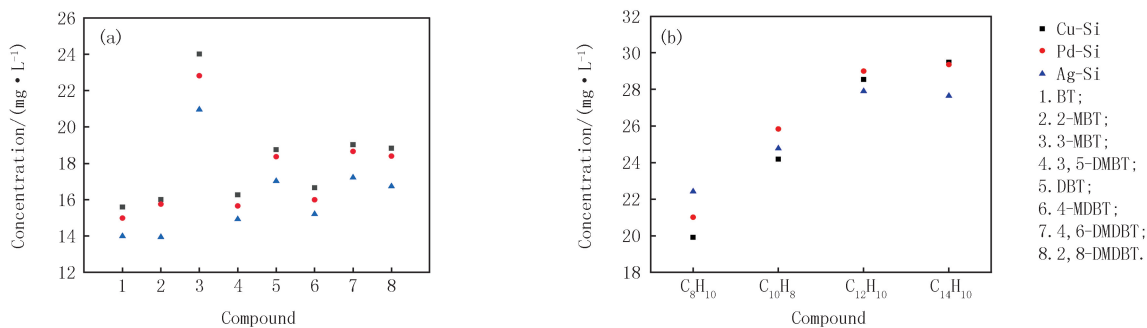 (a)
Concentration/(mg·L⁻¹)
26
24
22
20
18
16
14
12
1 2 3 4 5 6 7 8
Compound
(b)
Concentration/(mg·L⁻¹)
32
30
28
26
24
22
20
18
C₈H₁₀ C₁₀H₈ C₁₂H₁₀ C₁₄H₁₀
Compound
Cu-Si
Pd-Si
Ag-Si
1.BT;
2.2-MBT;
3.3-MBT;
4.3,5-DMBT;
5.DBT;
6.4-MDBT;
7.4,6-DMDBT;
8.2,8-DMDBT.